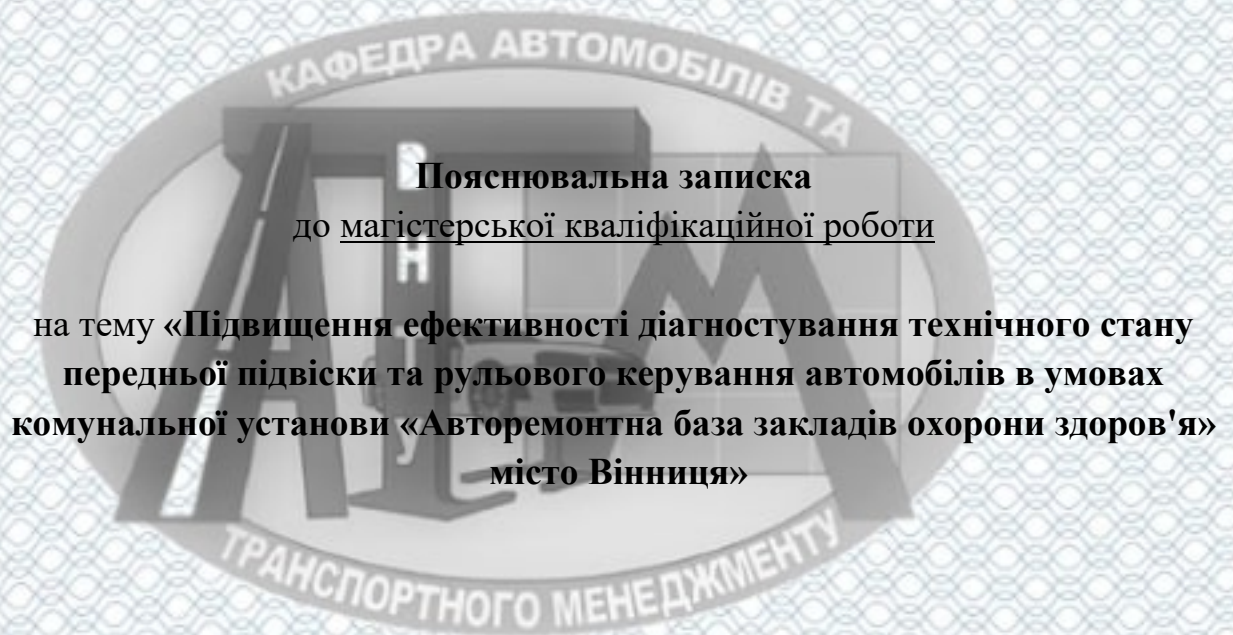 КАФЕДРА АВТОМОБІЛІВ ТА
Пояснювальна записка
до магістерської кваліфікаційної роботи
на тему «Підвищення ефективності діагностування технічного стану
передньої підвіски та рульового керування автомобілів в умовах
комунальної установи «Авторемонтна база закладів охорони здоров'я»
місто Вінниця»
ТРАНСПОРТНОГО МЕНЕДЖМЕНТУ